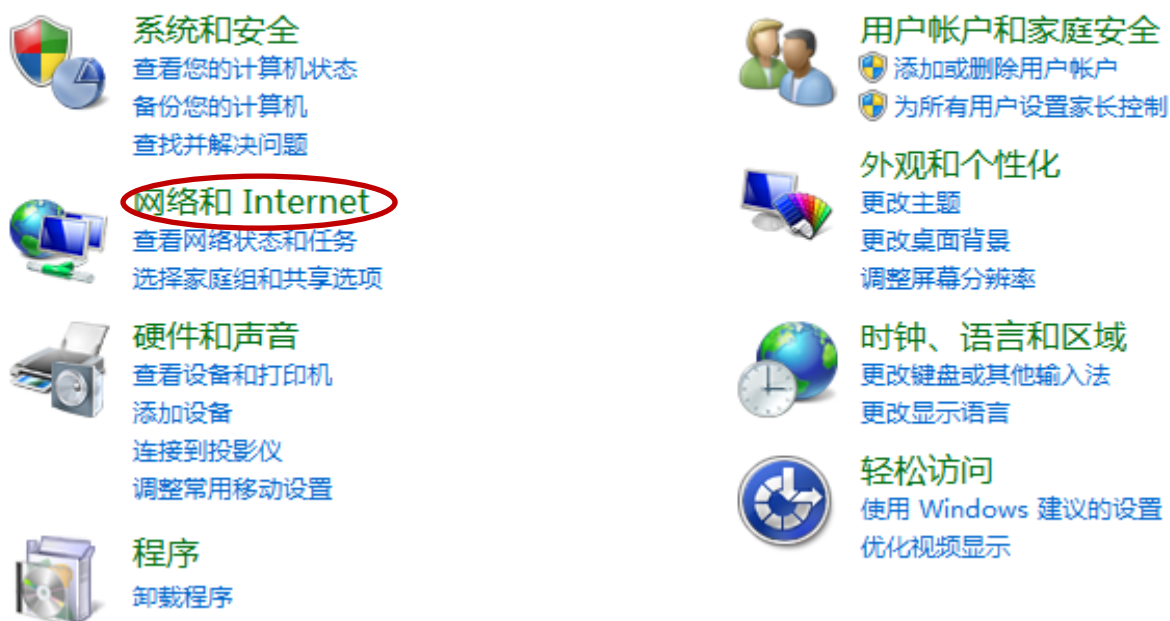 系统和安全
查看您的计算机状态
备份您的计算机
查找并解决问题
网络和 Internet
查看网络状态和任务
选择家庭组和共享选项
硬件和声音
查看设备和打印机
添加设备
连接到投影仪
调整常用移动设置
程序
卸载程序
用户帐户和家庭安全
添加或删除用户帐户
为所有用户设置家长控制
外观和个性化
更改主题
更改桌面背景
调整屏幕分辨率
时钟、语言和区域
更改键盘或其他输入法
更改显示语言
轻松访问
使用 Windows 建议的设置
优化视频显示